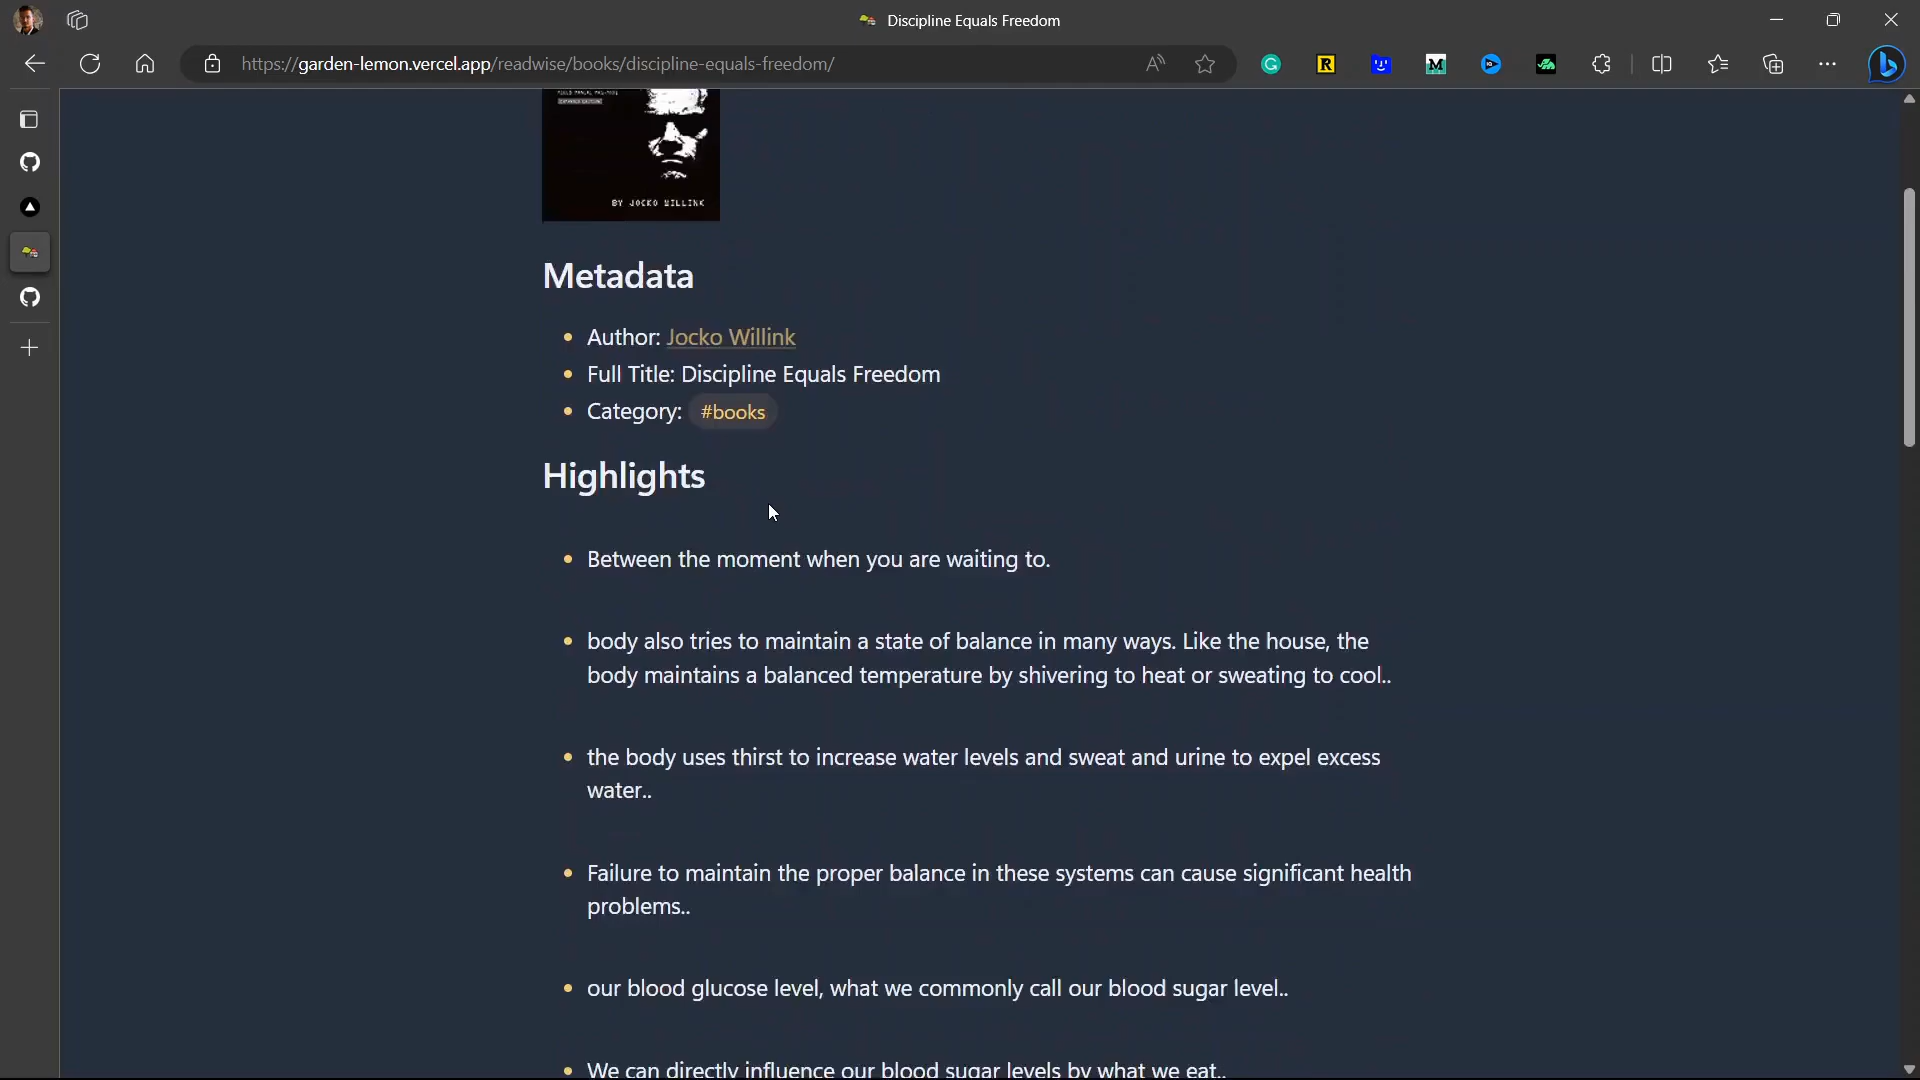 Discipline Equals Freedom
https://garden-lemon.vercel.app/readwise/books/discipline-equals-freedom/
BY JOCKO WILLINK
Metadata
Author: Jocko Willink
Full Title: Discipline Equals Freedom
Category: #books
Highlights
Between the moment when you are waiting to.
body also tries to maintain a state of balance in many ways. Like the house, the
body maintains a balanced temperature by shivering to heat or sweating to cool..
the body uses thirst to increase water levels and sweat and urine to expel excess
water..
Failure to maintain the proper balance in these systems can cause significant health
problems..
our blood glucose level, what we commonly call our blood sugar level..
We can directly influence our blood sugar levels by what we eat..